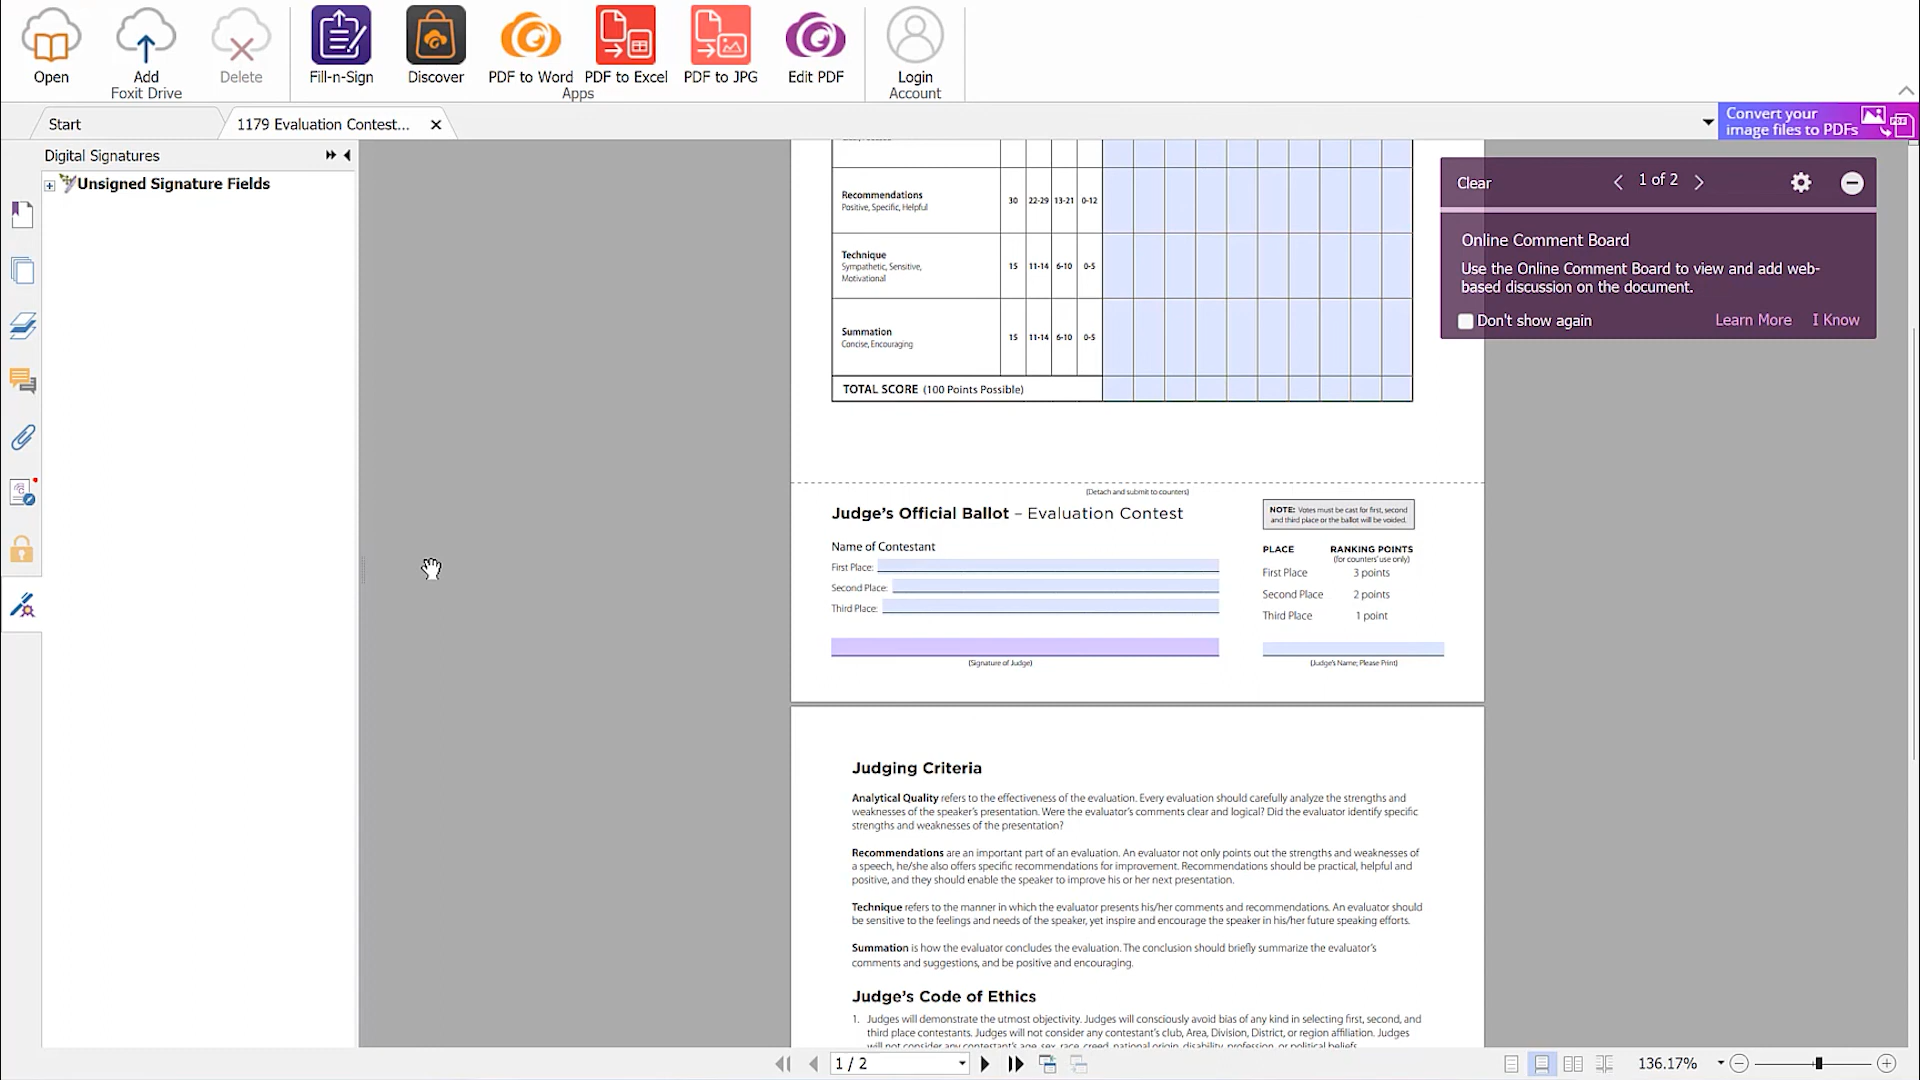 Open
Add
Foxit Drive
Delete
Fill-n-Sign
Discover
PDF to Word
PDF to Excel
PDF to JPG
Edit PDF
Apps
Login
Account
Start
1179 Evaluation Contest...
Convert your
image files to PDFs
Digital Signatures
Unsigned Signature Fields
Clear
1 of 2
Online Comment Board
Use the Online Comment Board to view and add web-
based discussion on the document.
Don't show again
Learn More
I Know
Recommendations
Positive, Specific, Helpful
30 22-29 13-21 0-12
Technique
Sympathetic, Sensitive,
Motivational
15 11-14 6-10 0-5
Summation
Concise, Encouraging
15 11-14 6-10 0-5
TOTAL SCORE (100 Points Possible)
(Detach and submit to counters)
Judge's Official Ballot – Evaluation Contest
NOTE: Votes must be cast for first, second
and third place or the ballot will be voided.
Name of Contestant
First Place:
Second Place:
Third Place:
(Signature of Judge)
PLACE RANKING POINTS
(for counters' use only)
First Place 3 points
Second Place 2 points
Third Place 1 point
(Judge's Name; Please Print)
Judging Criteria
Analytical Quality refers to the effectiveness of the evaluation. Every evaluation should carefully analyze the strengths and
weaknesses of the speaker's presentation. Were the evaluator's comments clear and logical? Did the evaluator identify specific
strengths and weaknesses of the presentation?
Recommendations are an important part of an evaluation. An evaluator not only points out the strengths and weaknesses of
a speech, he/she also offers specific recommendations for improvement. Recommendations should be practical, helpful and
positive, and they should enable the speaker to improve his or her next presentation.
Technique refers to the manner in which the evaluator presents his/her comments and recommendations. An evaluator should
be sensitive to the feelings and needs of the speaker, yet inspire and encourage the speaker in his/her future speaking efforts.
Summation is how the evaluator concludes the evaluation. The conclusion should briefly summarize the evaluator's
comments and suggestions, and be positive and encouraging.
Judge's Code of Ethics
1. Judges will demonstrate the utmost objectivity. Judges will consciously avoid bias of any kind in selecting first, second, and
third place contestants. Judges will not consider any contestant's club, Area, Division, District, or region affiliation. Judges
will not consider any contestant's age, sex, race, creed, national origin, disability, profession, or political beliefs.
1 / 2
136.17%